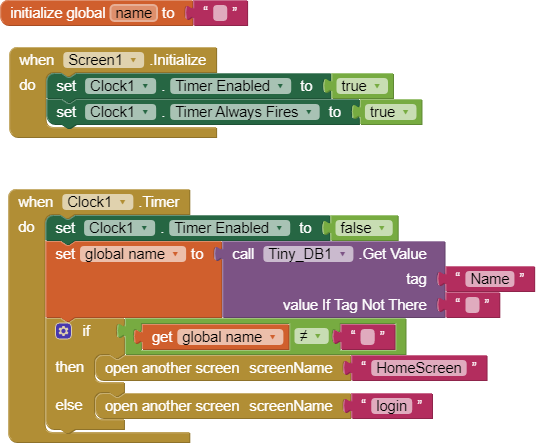 initialize global name to “ ”
when Screen1 .Initialize
do set Clock1 . Timer Enabled to true
set Clock1 . Timer Always Fires to true
when Clock1 .Timer
do set Clock1 . Timer Enabled to false
set global name to call Tiny_DB1 .Get Value
tag “ Name ”
value If Tag Not There “ ”
if get global name ≠ “ ”
then open another screen screenName “ HomeScreen ”
else open another screen screenName “ login ”